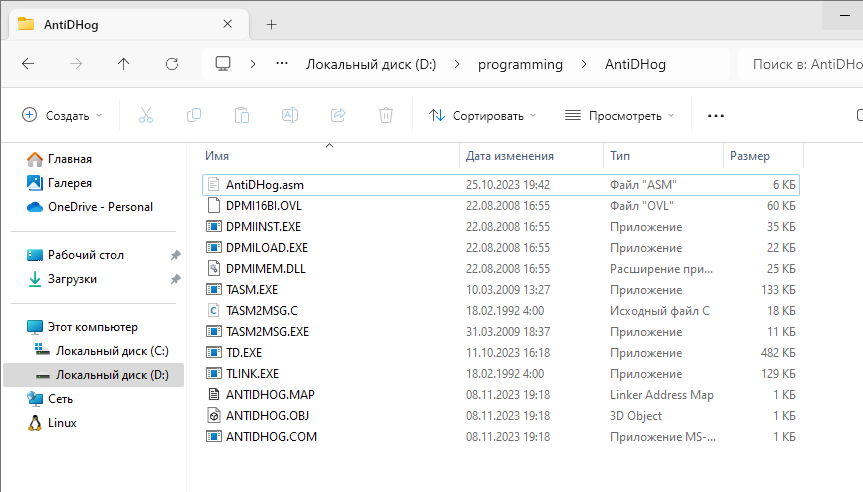 AntiDHog
Локальный диск (D:) programming AntiDHog Поиск в: AntiDHo
Создать Сортировать Просмотреть
Имя Дата изменения Тип Размер
Главная
Галерея
OneDrive - Personal
Рабочий стол
Загрузки
Этот компьютер
Локальный диск (C:)
Локальный диск (D:)
Сеть
Linux
AntiDHog.asm 25.10.2023 19:42 Файл "ASM" 6 КБ
DPMI16BI.OVL 22.08.2008 16:55 Файл "OVL" 60 КБ
DPMIINST.EXE 22.08.2008 16:55 Приложение 35 КБ
DPMILOAD.EXE 22.08.2008 16:55 Приложение 22 КБ
DPMIMEM.DLL 22.08.2008 16:55 Расширение при... 25 КБ
TASM.EXE 10.03.2009 13:27 Приложение 133 КБ
TASM2MSG.C 18.02.1992 4:00 Исходный файл C 18 КБ
TASM2MSG.EXE 31.03.2009 18:37 Приложение 11 КБ
TD.EXE 11.10.2023 16:18 Приложение 482 КБ
TLINK.EXE 18.02.1992 4:00 Приложение 129 КБ
ANTIDHOG.MAP 08.11.2023 19:18 Linker Address Map 1 КБ
ANTIDHOG.OBJ 08.11.2023 19:18 3D Object 1 КБ
ANTIDHOG.COM 08.11.2023 19:18 Приложение MS-... 1 КБ